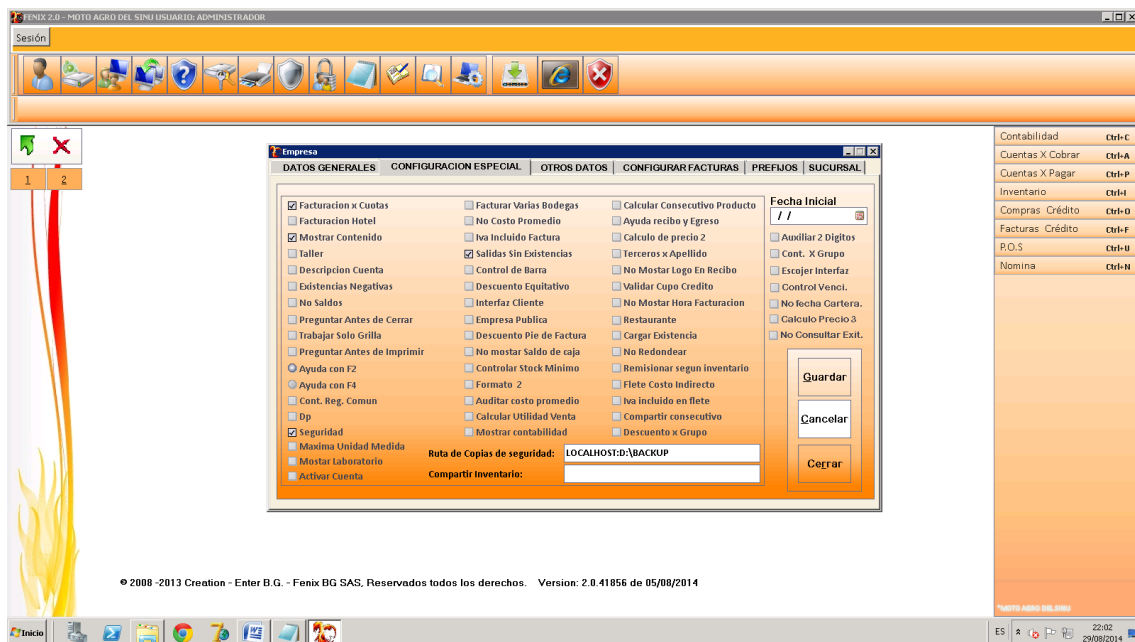 FENIX 2.0 - MOTO AGRO DEL SINU USUARIO: ADMINISTRADOR
Sesión
1 2
Contabilidad Ctrl+C
Cuentas X Cobrar Ctrl+A
Cuentas X Pagar Ctrl+P
Inventario Ctrl+I
Compras Crédito Ctrl+O
Facturas Crédito Ctrl+F
P.O.S Ctrl+U
Nomina Ctrl+N
Empresa
DATOS GENERALES CONFIGURACION ESPECIAL OTROS DATOS CONFIGURAR FACTURAS PREFIJOS SUCURSAL
Facturacion x Cuotas Facturar Varias Bodegas Calcular Consecutivo Producto Fecha Inicial
Facturacion Hotel No Costo Promedio Ayuda recibo y Egreso / /
Mostrar Contenido Iva Incluido Factura Calculo de precio 2 Auxiliar 2 Digitos
Taller Salidas Sin Existencias Terceros x Apellido Cont. X Grupo
Descripcion Cuenta Control de Barra No Mostar Logo En Recibo Escojer Interfaz
Existencias Negativas Descuento Equitativo Validar Cupo Credito Control Venci.
No Saldos Interfaz Cliente No Mostar Hora Facturacion No fecha Cartera.
Preguntar Antes de Cerrar Empresa Publica Restaurante Calculo Precio 3
Trabajar Solo Grilla Descuento Pie de Factura Cargar Existencia No Consultar Exit.
Preguntar Antes de Imprimir No mostar Saldo de caja No Redondear
Ayuda con F2 Controlar Stock Minimo Remisionar segun inventario Guardar
Ayuda con F4 Formato 2 Flete Costo Indirecto
Cont. Reg. Comun Auditar costo promedio Iva incluido en flete
Dp Calcular Utilidad Venta Compartir consecutivo Cancelar
Seguridad Mostrar contabilidad Descuento x Grupo
Maxima Unidad Medida Ruta de Copias de seguridad: LOCALHOST:D:\BACKUP
Mostar Laboratorio Cerrar
Activar Cuenta Compartir Inventario:
© 2008 -2013 Creation - Enter B.G. - Fenix BG SAS, Reservados todos los derechos. Version: 2.0.41856 de 05/08/2014
*MOTO AGRO DEL SINU
Inicio ES 22:02
29/08/2014